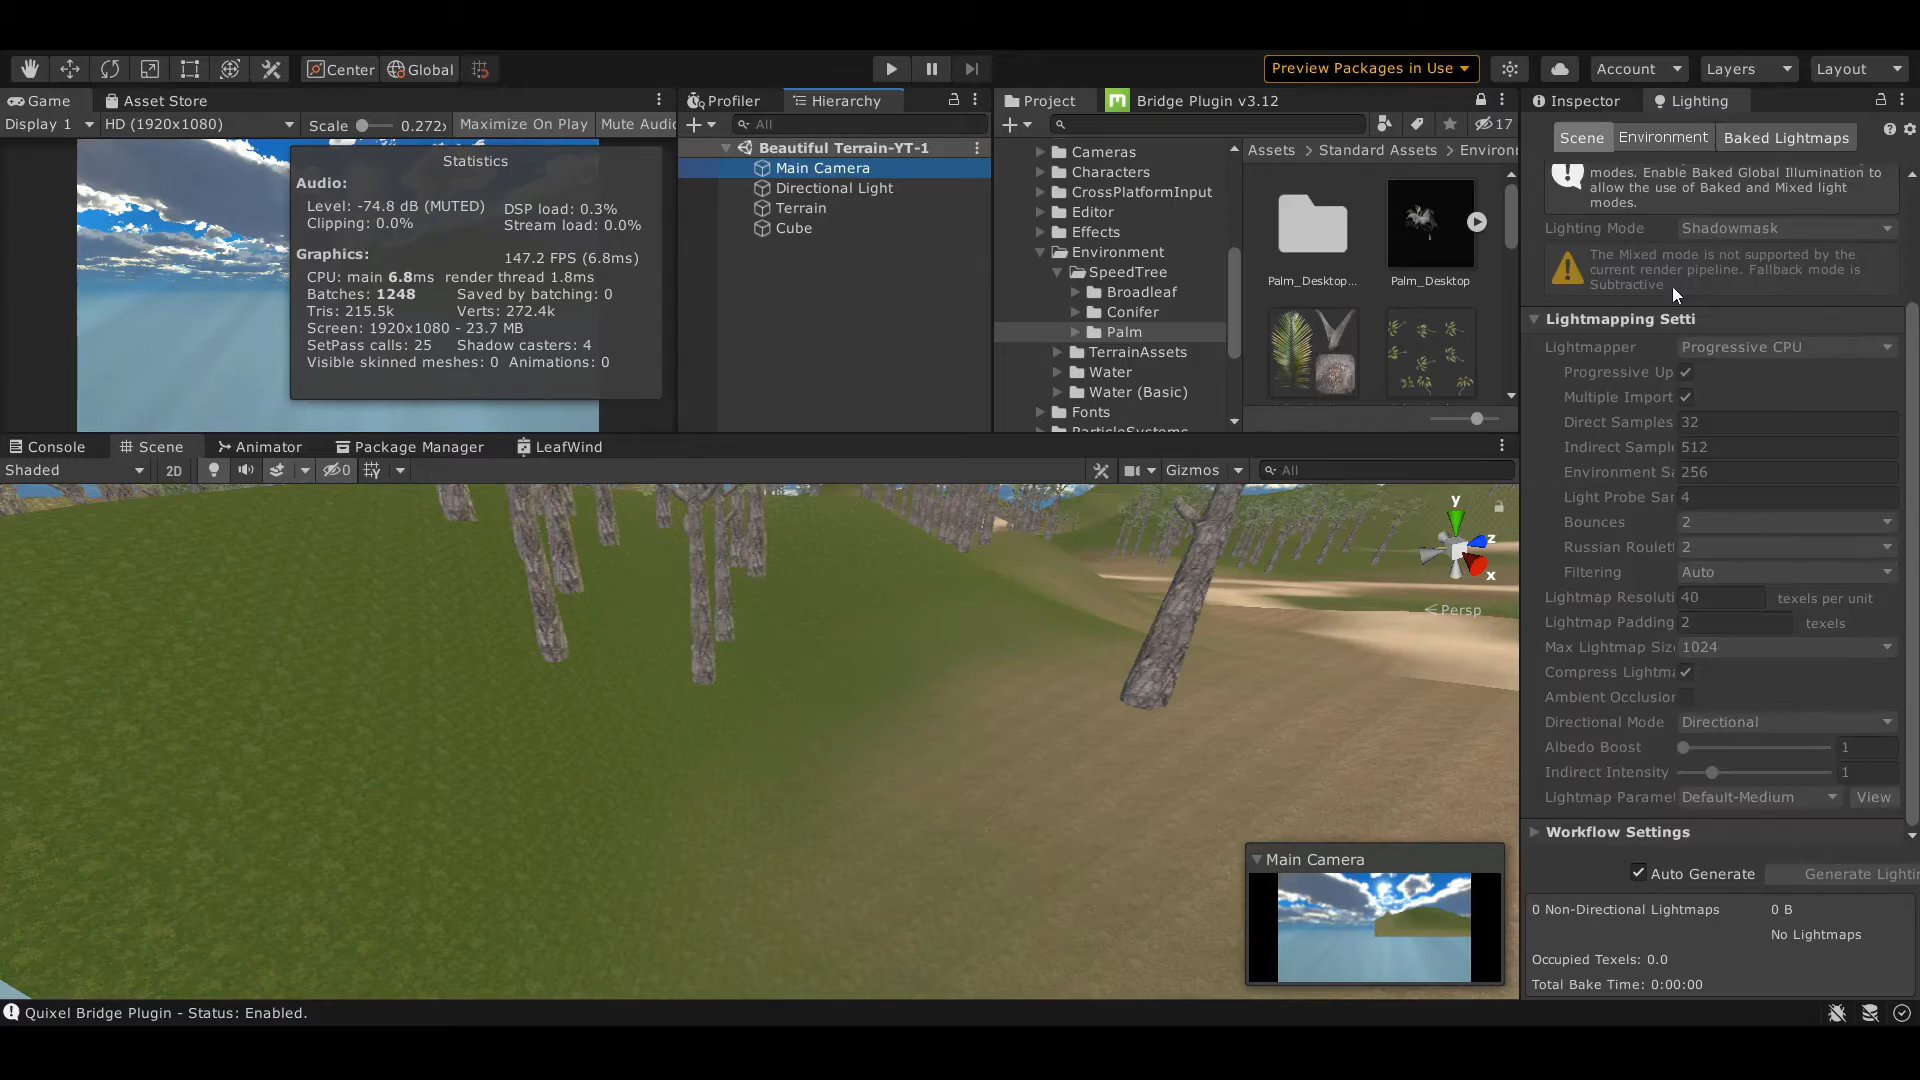 Center
Global
Preview Packages in Use
Account
Layers
Layout
Game
Asset Store
Display 1
HD (1920x1080)
Scale
0.272
Maximize On Play
Mute Audi
Statistics
Audio:
Level: -74.8 dB (MUTED)
DSP load: 0.3%
Clipping: 0.0%
Stream load: 0.0%
Graphics:
147.2 FPS (6.8ms)
CPU: main 6.8ms render thread 1.8ms
Batches: 1248
Saved by batching: 0
Tris: 215.5k
Verts: 272.4k
Screen: 1920x1080 - 23.7 MB
SetPass calls: 25
Shadow casters: 4
Visible skinned meshes: 0 Animations: 0
Profiler
Hierarchy
All
Beautiful Terrain-YT-1
Main Camera
Directional Light
Terrain
Cube
Project
Bridge Plugin v3.12
17
Cameras
Characters
CrossPlatformInput
Editor
Effects
Environment
SpeedTree
Broadleaf
Conifer
Palm
TerrainAssets
Water
Water (Basic)
Fonts
ParticleSystems
Assets
Standard Assets
Environ
Palm_Desktop...
Palm_Desktop
Console
Scene
Animator
Package Manager
LeafWind
Shaded
2D
0
Gizmos
All
y
z
x
Persp
Main Camera
Inspector
Lighting
Scene
Environment
Baked Lightmaps
modes. Enable Baked Global Illumination to
allow the use of Baked and Mixed light
modes.
Lighting Mode
Shadowmask
The Mixed mode is not supported by the
current render pipeline. Fallback mode is
Subtractive
Lightmapping Setti
Lightmapper
Progressive CPU
Progressive Up
Multiple Import
Direct Samples
32
Indirect Sampl
512
Environment Sa
256
Light Probe Sar
4
Bounces
2
Russian Roulet
2
Filtering
Auto
Lightmap Resoluti
40
texels per unit
Lightmap Padding
2
texels
Max Lightmap Siz
1024
Compress Lightma
Ambient Occlusion
Directional Mode
Directional
Albedo Boost
1
Indirect Intensity
1
Lightmap Paramet
Default-Medium
View
Workflow Settings
Auto Generate
Generate Lightin
0 Non-Directional Lightmaps
0 B
No Lightmaps
Occupied Texels: 0.0
Total Bake Time: 0:00:00
Quixel Bridge Plugin - Status: Enabled.